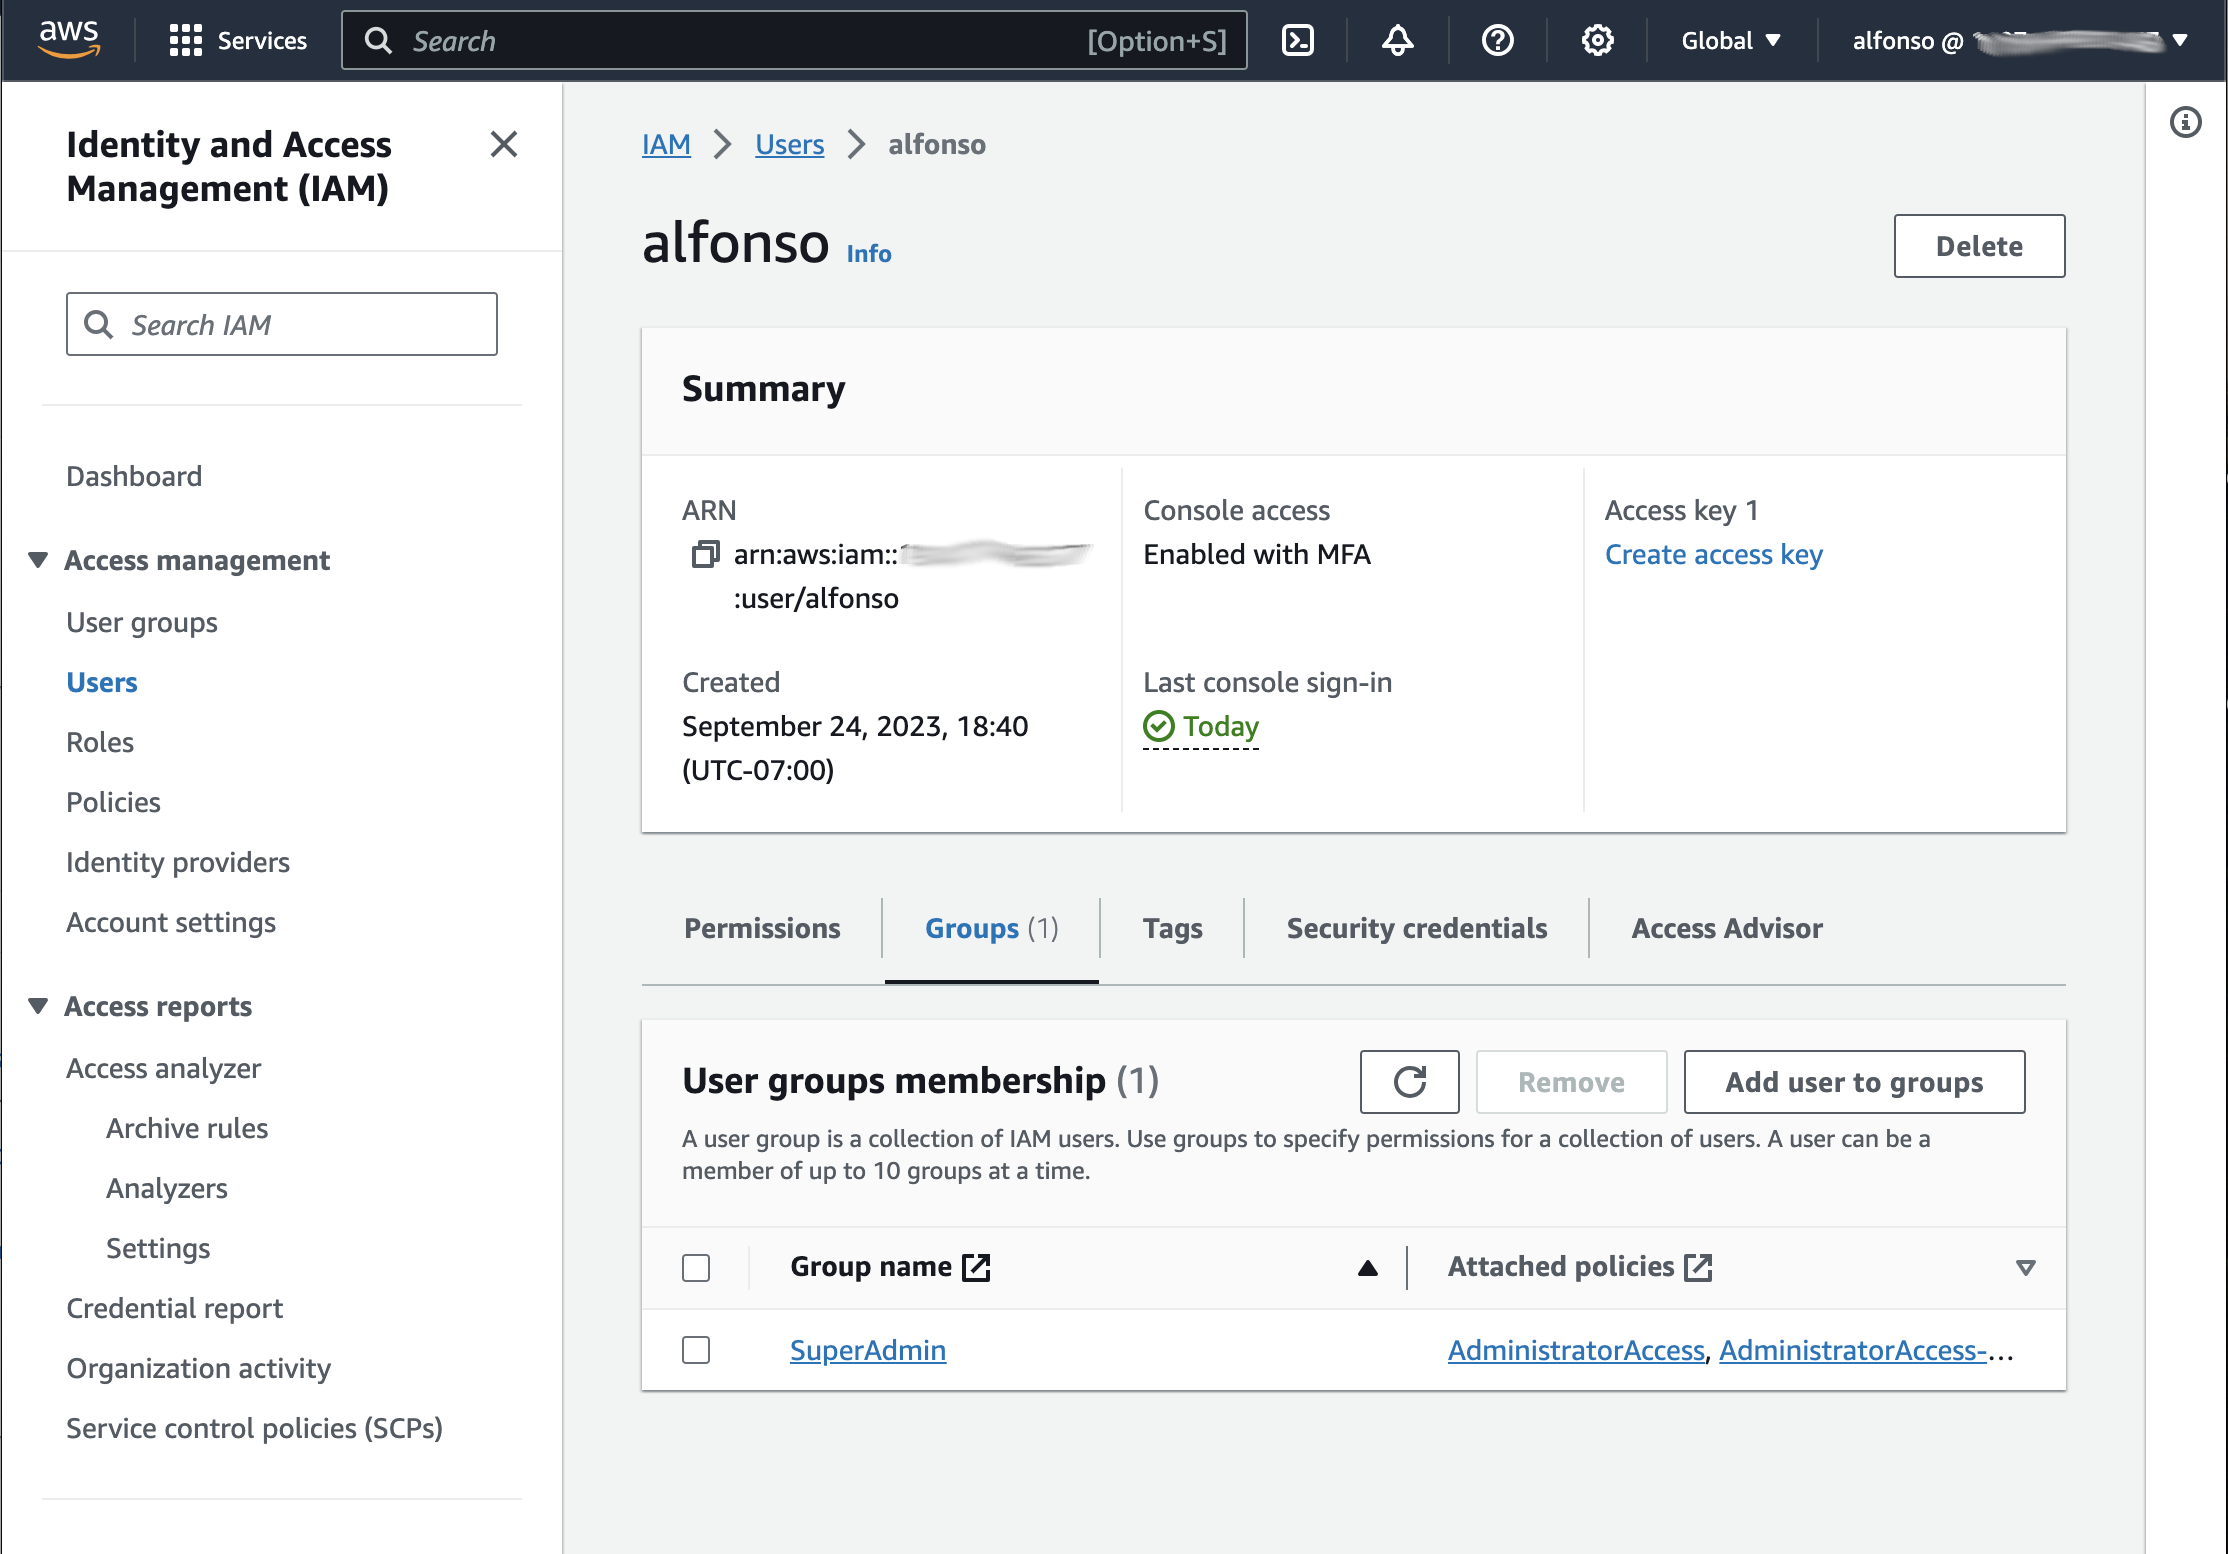 aws
Services
Search [Option+S]
Global
alfonso @
Identity and Access
Management (IAM)
Search IAM
Dashboard
Access management
User groups
Users
Roles
Policies
Identity providers
Account settings
Access reports
Access analyzer
Archive rules
Analyzers
Settings
Credential report
Organization activity
Service control policies (SCPs)
IAM > Users > alfonso
alfonso Info
Delete
Summary
ARN
arn:aws:iam::
:user/alfonso
Created
September 24, 2023, 18:40
(UTC-07:00)
Console access
Enabled with MFA
Last console sign-in
Today
Access key 1
Create access key
Permissions
Groups (1)
Tags
Security credentials
Access Advisor
User groups membership (1)
Remove
Add user to groups
A user group is a collection of IAM users. Use groups to specify permissions for a collection of users. A user can be a
member of up to 10 groups at a time.
Group name
Attached policies
SuperAdmin
AdministratorAccess, AdministratorAccess-...